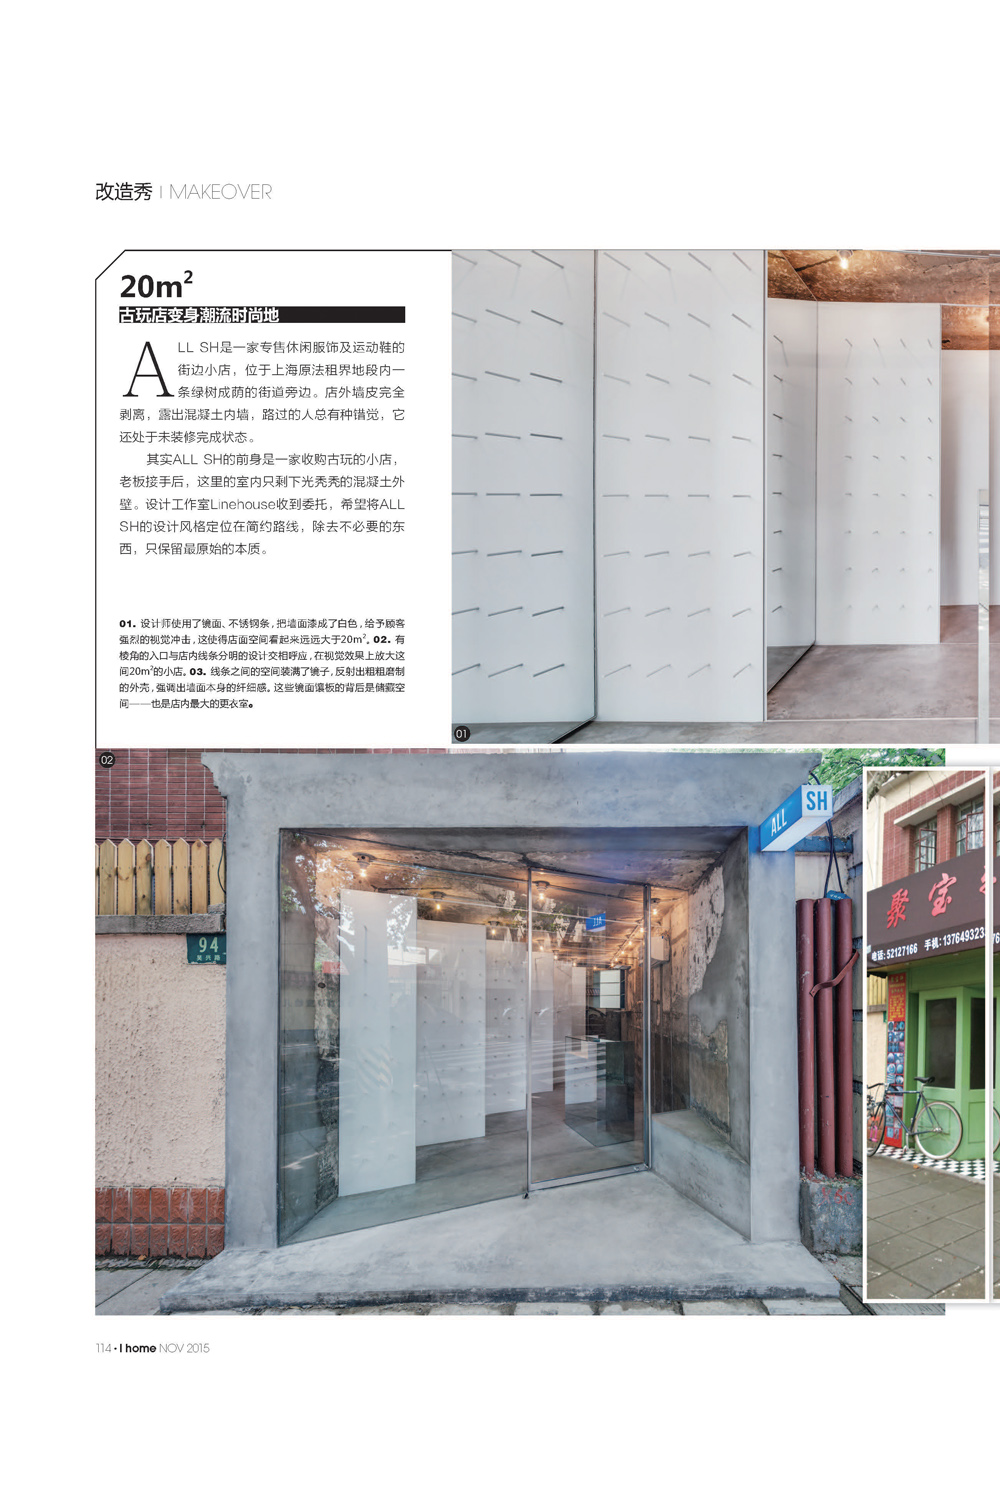 改造秀 | MAKEOVER
20m²
古玩店变身潮流时尚地
ALL SH是一家专售休闲服饰及运动鞋的
街边小店，位于上海原法租界地段内一
条绿树成荫的街道旁边。店外墙皮完全
剥离，露出混凝土内墙，路过的人总有种错觉，它
还处于未装修完成状态。
其实ALL SH的前身是一家收购古玩的小店，
老板接手后，这里的室内只剩下光秃秃的混凝土外
壁。设计工作室Linehouse收到委托，希望将ALL
SH的设计风格定位在简约路线，除去不必要的东
西，只保留最原始的本质。
01. 设计师使用了镜面、不锈钢条，把墙面漆成了白色，给予顾客
强烈的视觉冲击，这使得店面空间看起来远远大于20m²。02. 有
棱角的入口与店内线条分明的设计交相呼应，在视觉效果上放大这
间20m²的小店。03. 线条之间的空间装满了镜子，反射出粗粗磨制
的外壳，强调出墙面本身的纤细感。这些镜面镶板的背后是储藏空
间——也是店内最大的更衣室。
01
02
ALL SH
94
聚宝
电话：52127166 手机：1376493323
114 · I home NOV 2015